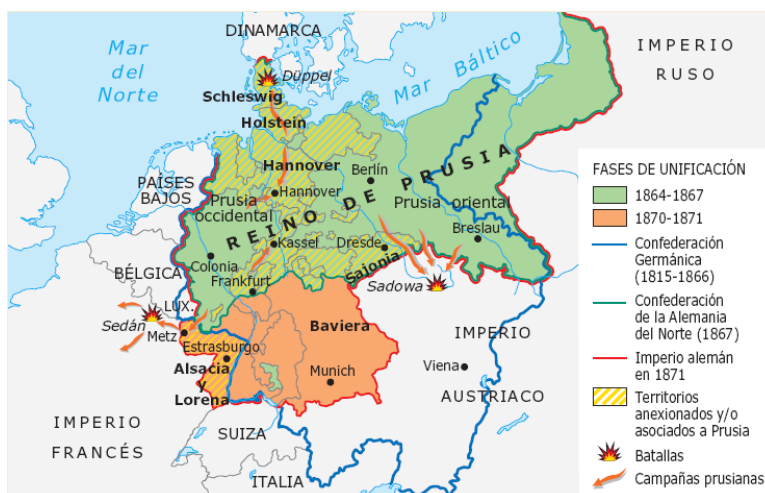 DINAMARCA
Mar
del
Norte
Mar Báltico
IMPERIO
RUSO
Düppel
Schleswig
Holstein
Hannover
PAÍSES
BAJOS
Berlín
Hannover
Prusia
occidental
REINO DE PRUSIA
Prusia oriental
Kassel
Dresde
Breslau
Colonia
Sajonia
BÉLGICA
Frankfurt
Sadowa
LUX.
Sedán
Metz
Baviera
IMPERIO
AUSTRIACO
Estrasburgo
Viena
Alsacia
y
Lorena
Munich
IMPERIO
FRANCÉS
SUIZA
ITALIA
FASES DE UNIFICACIÓN
1864-1867
1870-1871
Confederación
Germánica
(1815-1866)
Confederación
de la Alemania
del Norte (1867)
Imperio alemán
en 1871
Territorios
anexionados y/o
asociados a Prusia
Batallas
Campañas prusianas